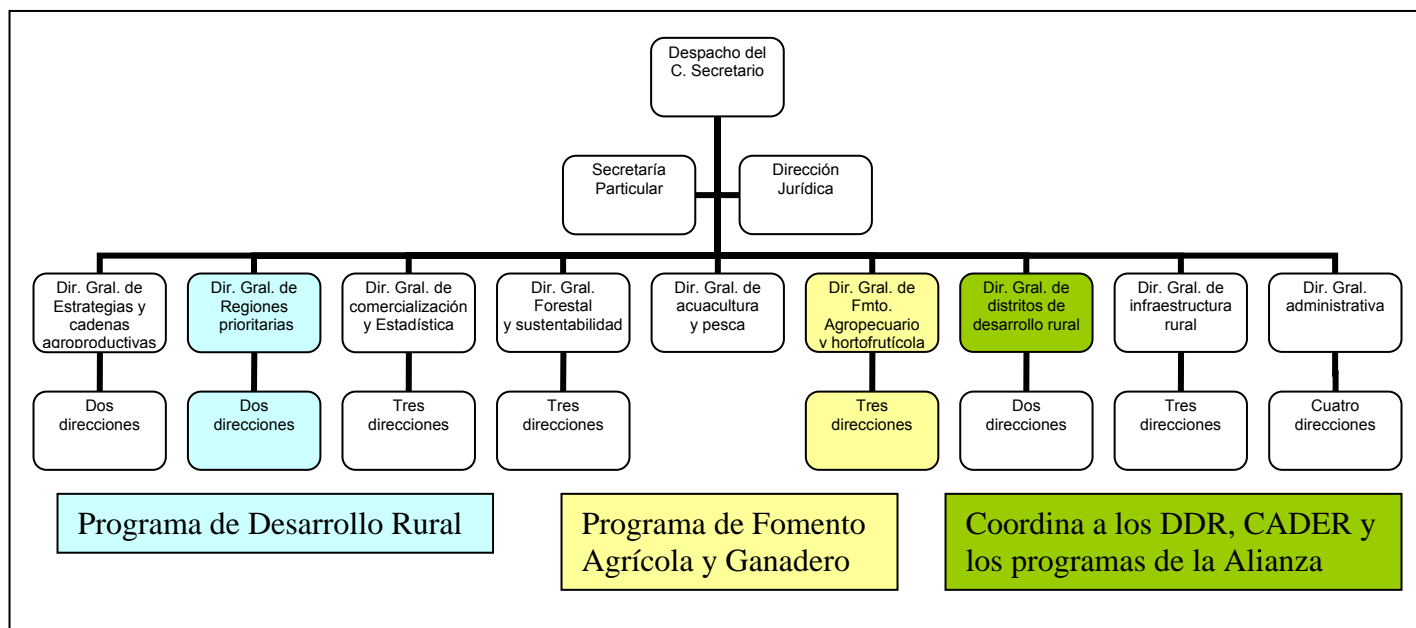 Despacho del
C. Secretario
Secretaría
Particular
Dirección
Jurídica
Dir. Gral. de
Estrategias y
cadenas
agroproductivas
Dir. Gral. de
Regiones
prioritarias
Dir. Gral. de
comercialización
y Estadística
Dir. Gral.
Forestal
y sustentabilidad
Dir. Gral. de
acuacultura
y pesca
Dir. Gral. de
Fmto.
Agropecuario
y hortofrutícola
Dir. Gral. de
distritos de
desarrollo rural
Dir. Gral. de
infraestructura
rural
Dir. Gral.
administrativa
Dos
direcciones
Dos
direcciones
Tres
direcciones
Tres
direcciones
Tres
direcciones
Dos
direcciones
Tres
direcciones
Cuatro
direcciones
Programa de Desarrollo Rural
Programa de Fomento
Agrícola y Ganadero
Coordina a los DDR, CADER y
los programas de la Alianza